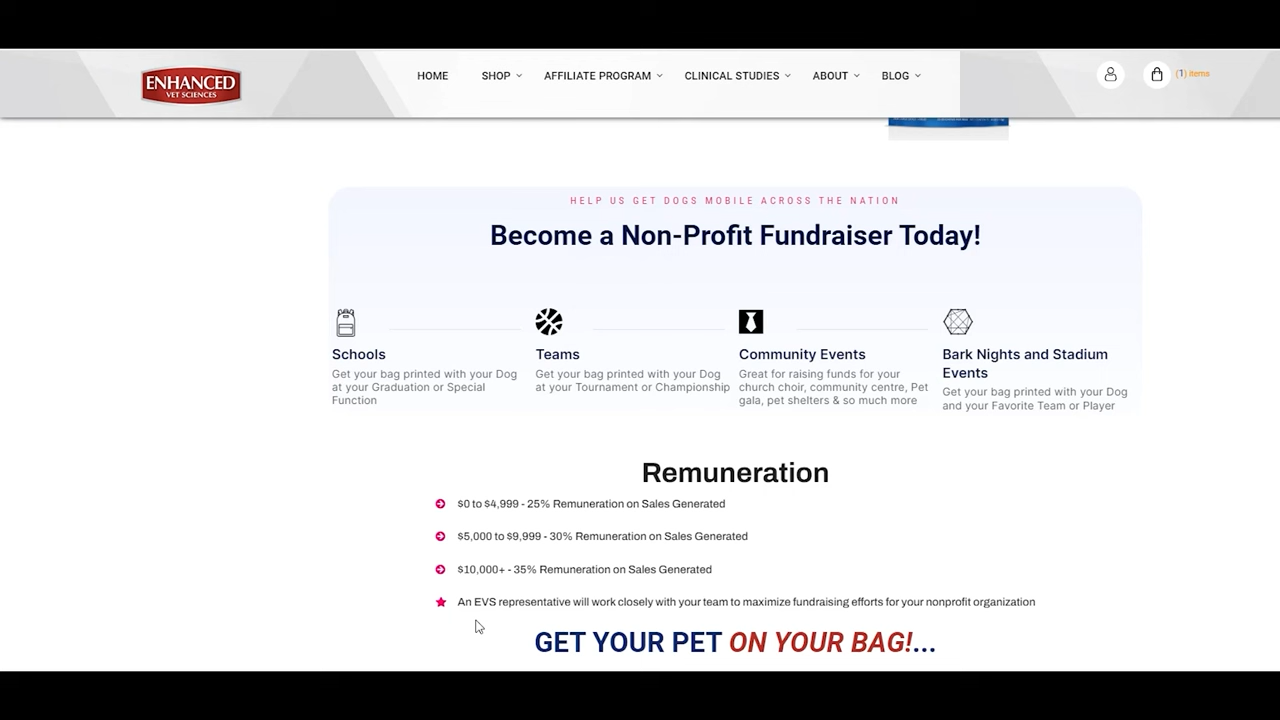 ENHANCED
VET SCIENCES
HOME
SHOP
AFFILIATE PROGRAM
CLINICAL STUDIES
ABOUT
BLOG
(1) items
HELP US GET DOGS MOBILE ACROSS THE NATION
Become a Non-Profit Fundraiser Today!
Schools
Get your bag printed with your Dog
at your Graduation or Special
Function
Teams
Get your bag printed with your Dog
at your Tournament or Championship
Community Events
Great for raising funds for your
church choir, community centre, Pet
gala, pet shelters & so much more
Bark Nights and Stadium
Events
Get your bag printed with your Dog
and your Favorite Team or Player
Remuneration
$0 to $4,999 - 25% Remuneration on Sales Generated
$5,000 to $9,999 - 30% Remuneration on Sales Generated
$10,000+ - 35% Remuneration on Sales Generated
An EVS representative will work closely with your team to maximize fundraising efforts for your nonprofit organization
GET YOUR PET ON YOUR BAG!...